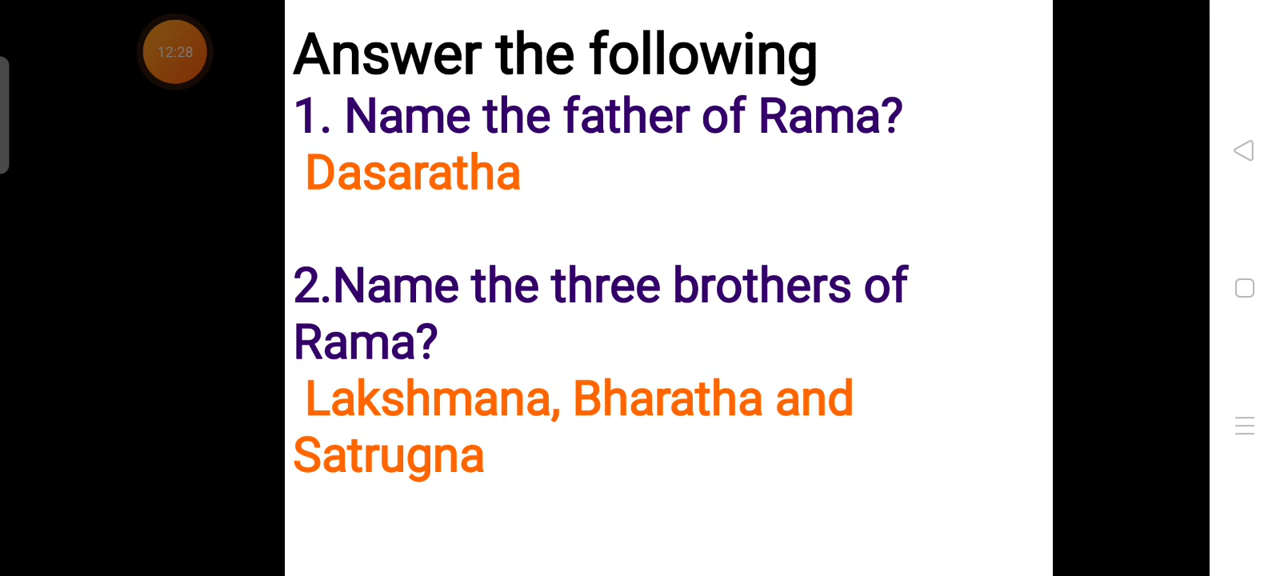 12:28
Answer the following
1. Name the father of Rama?
Dasaratha
2.Name the three brothers of
Rama?
Lakshmana, Bharatha and
Satrugna